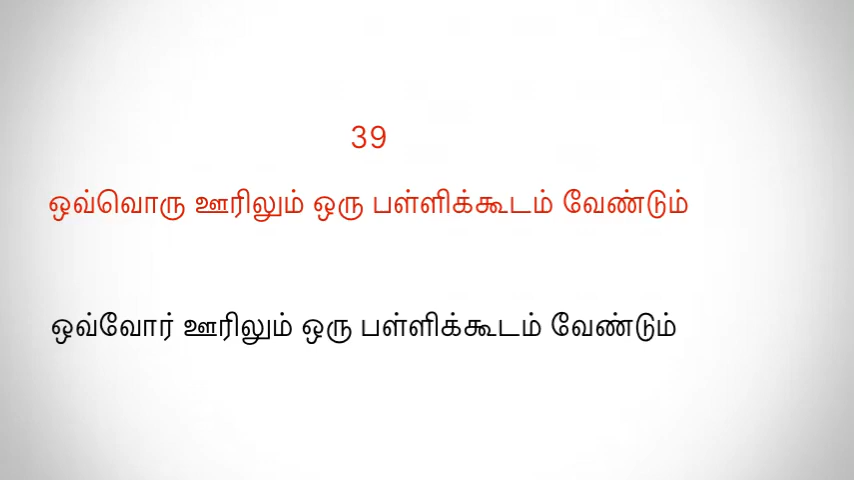 39
ஒவ்வொரு ஊரிலும் ஒரு பள்ளிக்கூடம் வேண்டும்
ஒவ்வோர் ஊரிலும் ஒரு பள்ளிக்கூடம் வேண்டும்